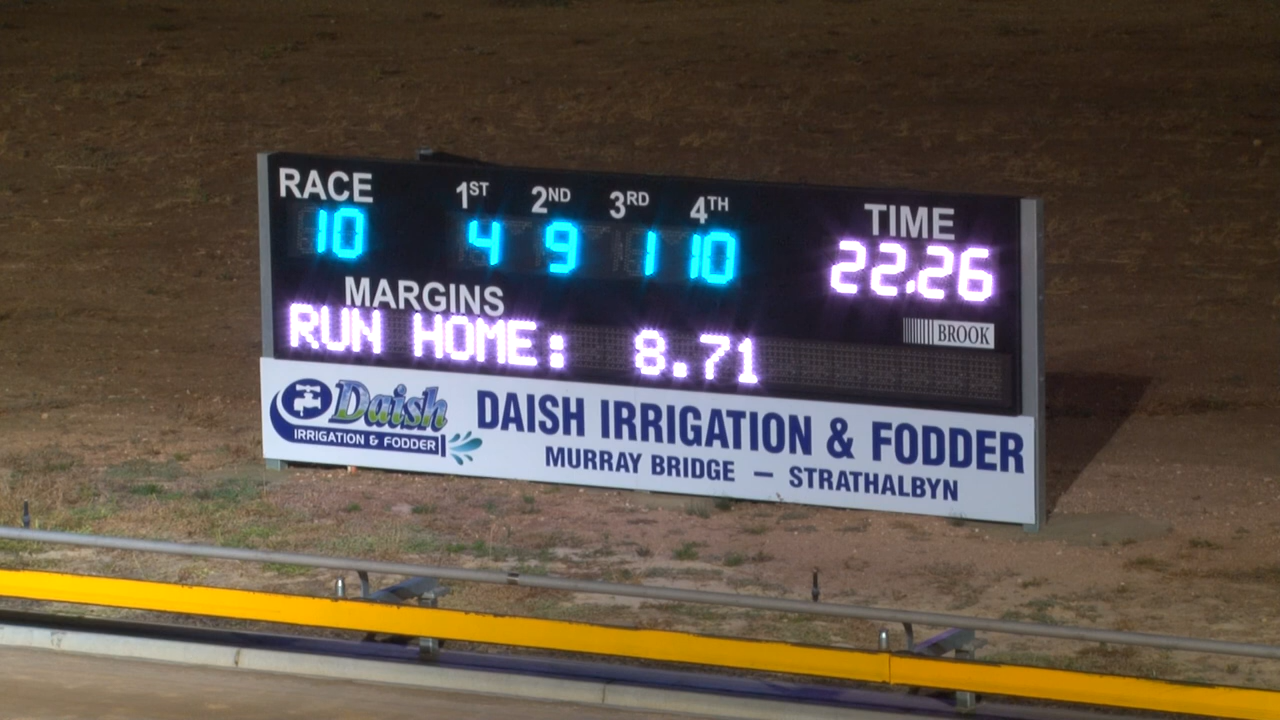 RACE 1ST 2ND 3RD 4TH TIME
10 4 9 1 10 22.26
MARGINS
BROOK
RUN HOME: 8.71
Daish
IRRIGATION & FODDER
DAISH IRRIGATION & FODDER
MURRAY BRIDGE — STRATHALBYN